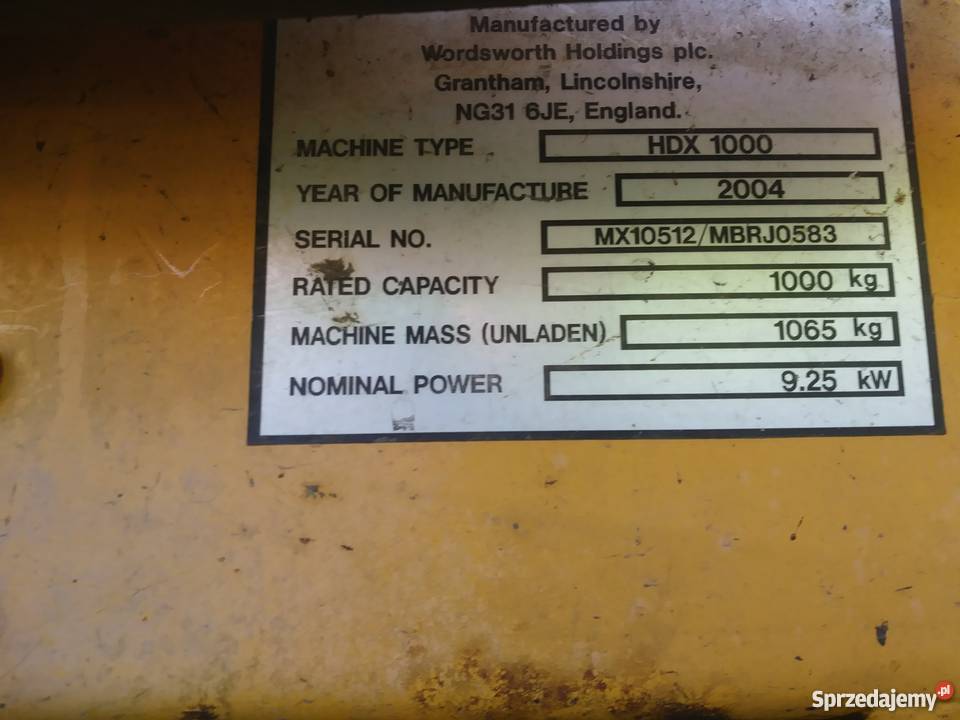 Manufactured by
Wordsworth Holdings plc.
Grantham, Lincolnshire,
NG31 6JE, England.
MACHINE TYPE HDX 1000
YEAR OF MANUFACTURE 2004
SERIAL NO. MX10512/MBRJ0583
RATED CAPACITY 1000 kg
MACHINE MASS (UNLADEN) 1065 kg
NOMINAL POWER 9.25 kW
Sprzedajemy.pl